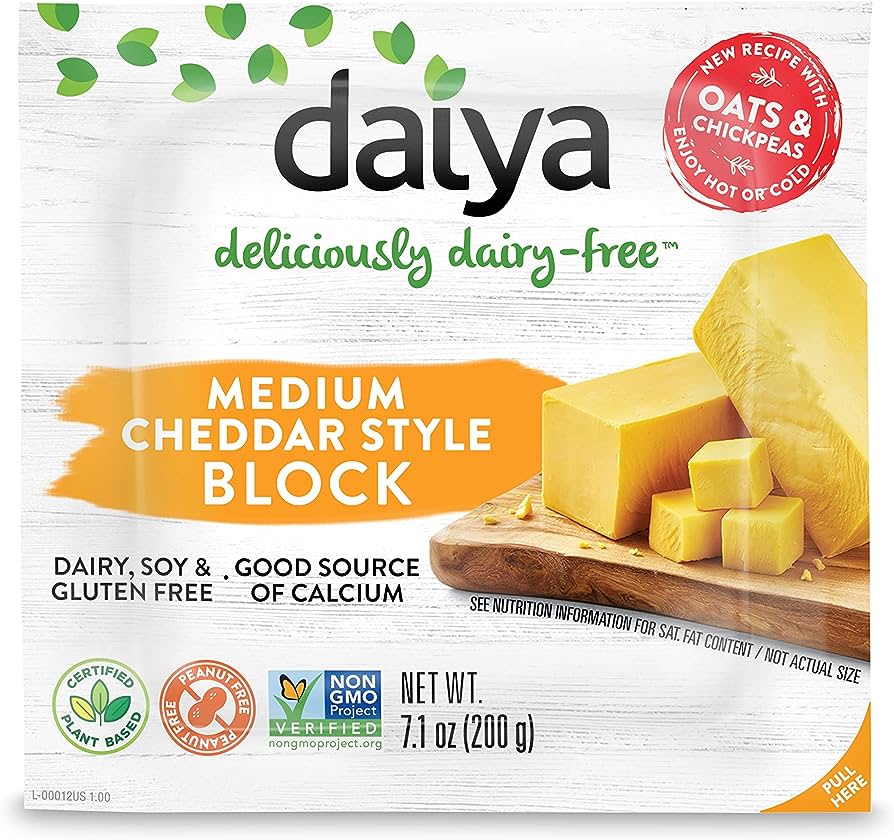 daiya
deliciously dairy-free™
NEW RECIPE WITH
OATS &
CHICKPEAS
ENJOY HOT OR COLD
MEDIUM
CHEDDAR STYLE
BLOCK
DAIRY, SOY &
GLUTEN FREE
· GOOD SOURCE
OF CALCIUM
SEE NUTRITION INFORMATION FOR SAT. FAT CONTENT / NOT ACTUAL SIZE
CERTIFIED
PLANT BASED
PEANUT FREE
PEANUT FREE
NON
GMO
Project
VERIFIED
nongmoproject.org
NET WT.
7.1 oz (200 g)
PULL
HERE
L-00012US 1.00